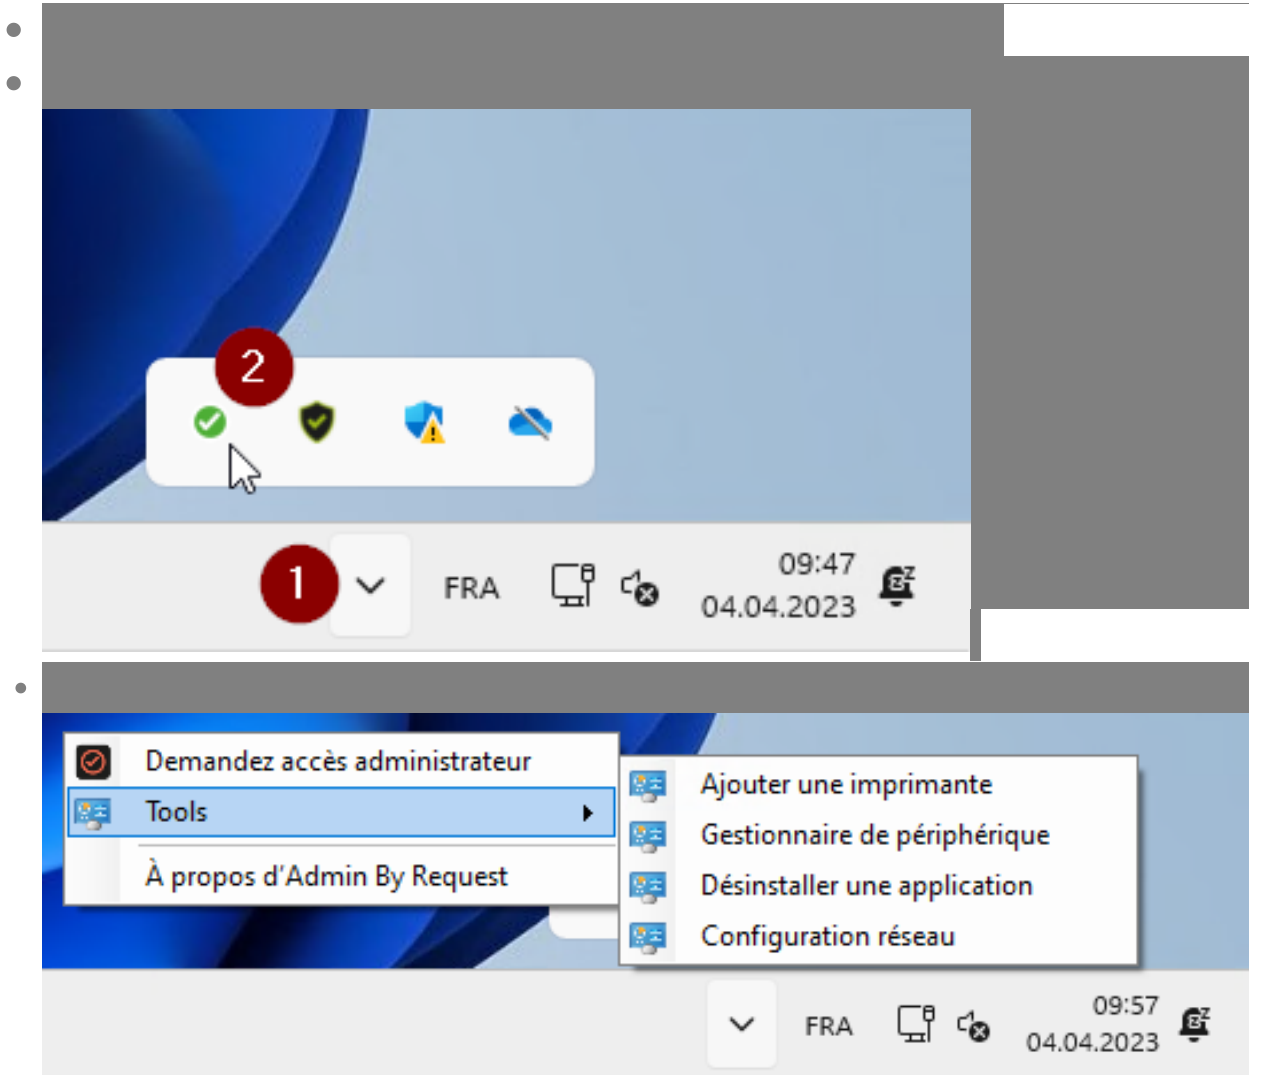 2
1
FRA
09:47
04.04.2023
Demandez accès administrateur
Tools
À propos d'Admin By Request
Ajouter une imprimante
Gestionnaire de périphérique
Désinstaller une application
Configuration réseau
FRA
09:57
04.04.2023